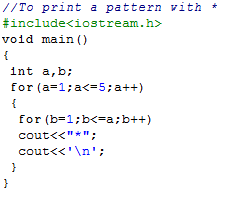 //To print a pattern with *
#include<iostream.h>
void main()
{
int a,b;
for(a=1;a<=5;a++)
{
for(b=1;b<=a;b++)
cout<<"*";
cout<<'\n';
}
}